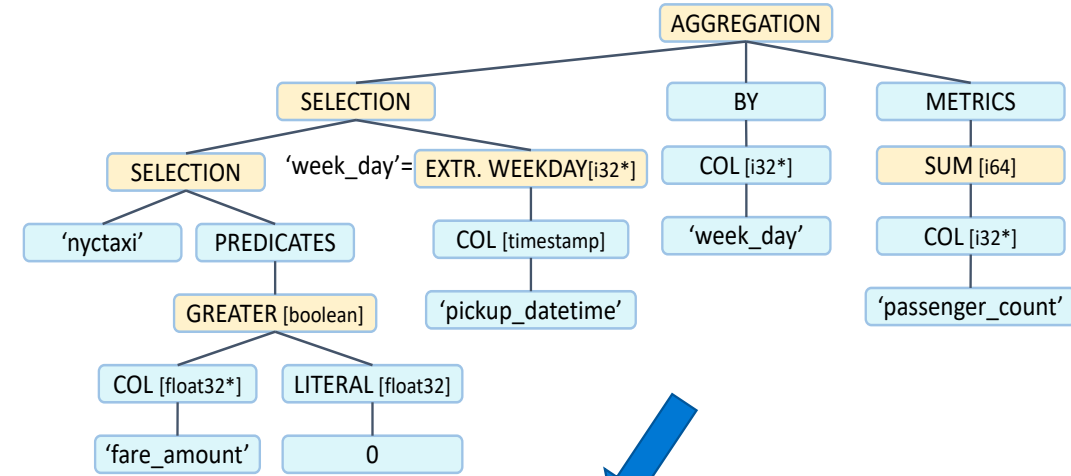 AGGREGATION
SELECTION
BY
METRICS
SELECTION
‘week_day’=
EXTR. WEEKDAY[i32*]
COL [i32*]
SUM [i64]
‘nyctaxi’
PREDICATES
COL [timestamp]
‘week_day’
COL [i32*]
GREATER [boolean]
‘pickup_datetime’
‘passenger_count’
COL [float32*]
LITERAL [float32]
‘fare_amount’
0